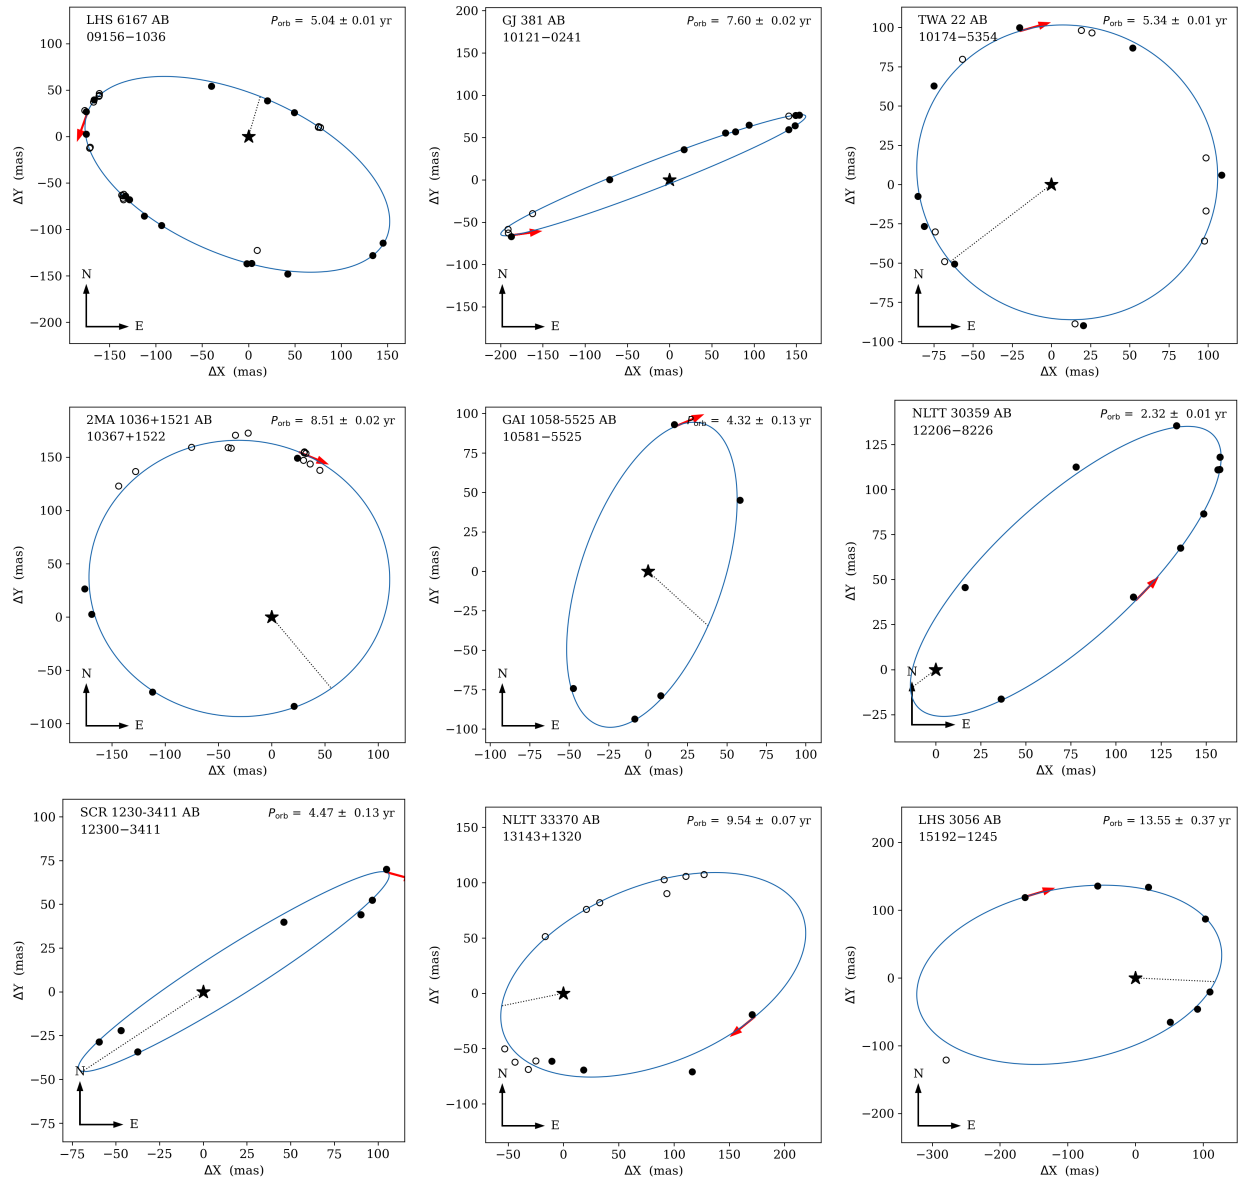 LHS 6167 AB
09156−1036
Porb = 5.04 ± 0.01 yr
ΔY (mas)
100
50
0
−50
−100
−150
−200
N
E
−150 −100 −50 0 50 100 150
ΔX (mas)
GJ 381 AB
10121−0241
Porb = 7.60 ± 0.02 yr
ΔY (mas)
200
150
100
50
0
−50
−100
−150
N
E
−200 −150 −100 −50 0 50 100 150
ΔX (mas)
TWA 22 AB
10174−5354
Porb = 5.34 ± 0.01 yr
ΔY (mas)
100
75
50
25
0
−25
−50
−75
−100
N
E
−75 −50 −25 0 25 50 75 100
ΔX (mas)
2MA 1036+1521 AB
10367+1522
Porb = 8.51 ± 0.02 yr
ΔY (mas)
150
100
50
0
−50
−100
N
E
−150 −100 −50 0 50 100
ΔX (mas)
GAI 1058-5525 AB
10581−5525
Porb = 4.32 ± 0.13 yr
ΔY (mas)
100
75
50
25
0
−25
−50
−75
−100
N
E
−100 −75 −50 −25 0 25 50 75 100
ΔX (mas)
NLTT 30359 AB
12206−8226
Porb = 2.32 ± 0.01 yr
ΔY (mas)
125
100
75
50
25
0
−25
N
E
0 25 50 75 100 125 150
ΔX (mas)
SCR 1230-3411 AB
12300−3411
Porb = 4.47 ± 0.13 yr
ΔY (mas)
100
75
50
25
0
−25
−50
−75
N
E
−75 −50 −25 0 25 50 75 100
ΔX (mas)
NLTT 33370 AB
13143+1320
Porb = 9.54 ± 0.07 yr
ΔY (mas)
150
100
50
0
−50
−100
N
E
−50 0 50 100 150 200
ΔX (mas)
LHS 3056 AB
15192−1245
Porb = 13.55 ± 0.37 yr
ΔY (mas)
200
100
0
−100
−200
N
E
−300 −200 −100 0 100
ΔX (mas)